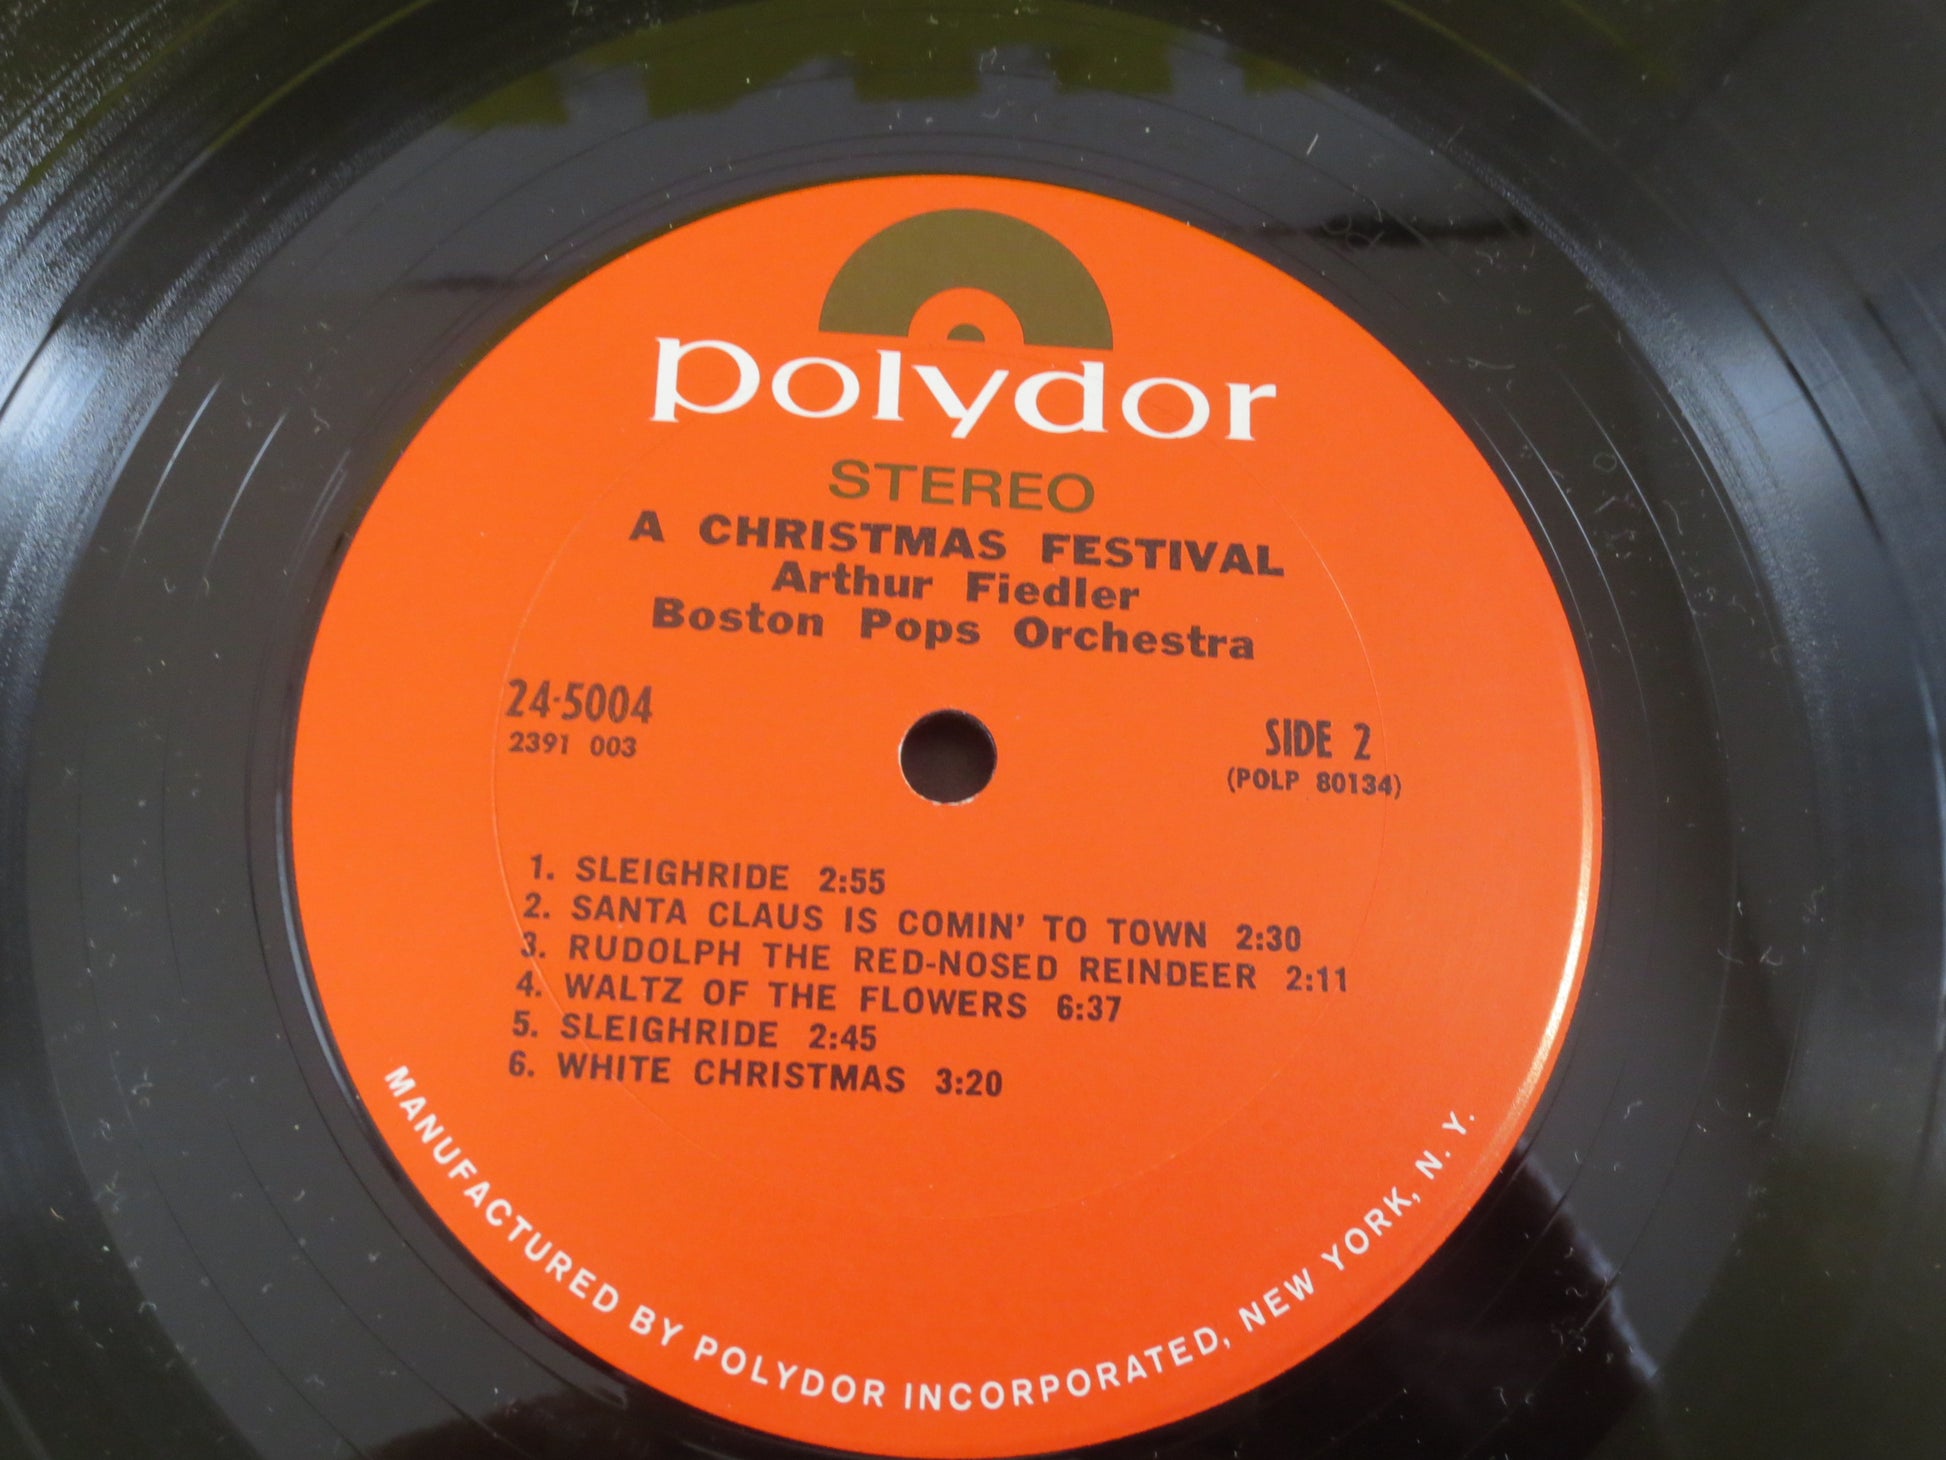 polydor
STEREO
A CHRISTMAS FESTIVAL
Arthur Fiedler
Boston Pops Orchestra
24-5004
2391 003
SIDE 2
(POLP 80134)
1. SLEIGHRIDE 2:55
2. SANTA CLAUS IS COMIN' TO TOWN 2:30
3. RUDOLPH THE RED-NOSED REINDEER 2:11
4. WALTZ OF THE FLOWERS 6:37
5. SLEIGHRIDE 2:45
6. WHITE CHRISTMAS 3:20
MANUFACTURED BY POLYDOR INCORPORATED, NEW YORK, N. Y.